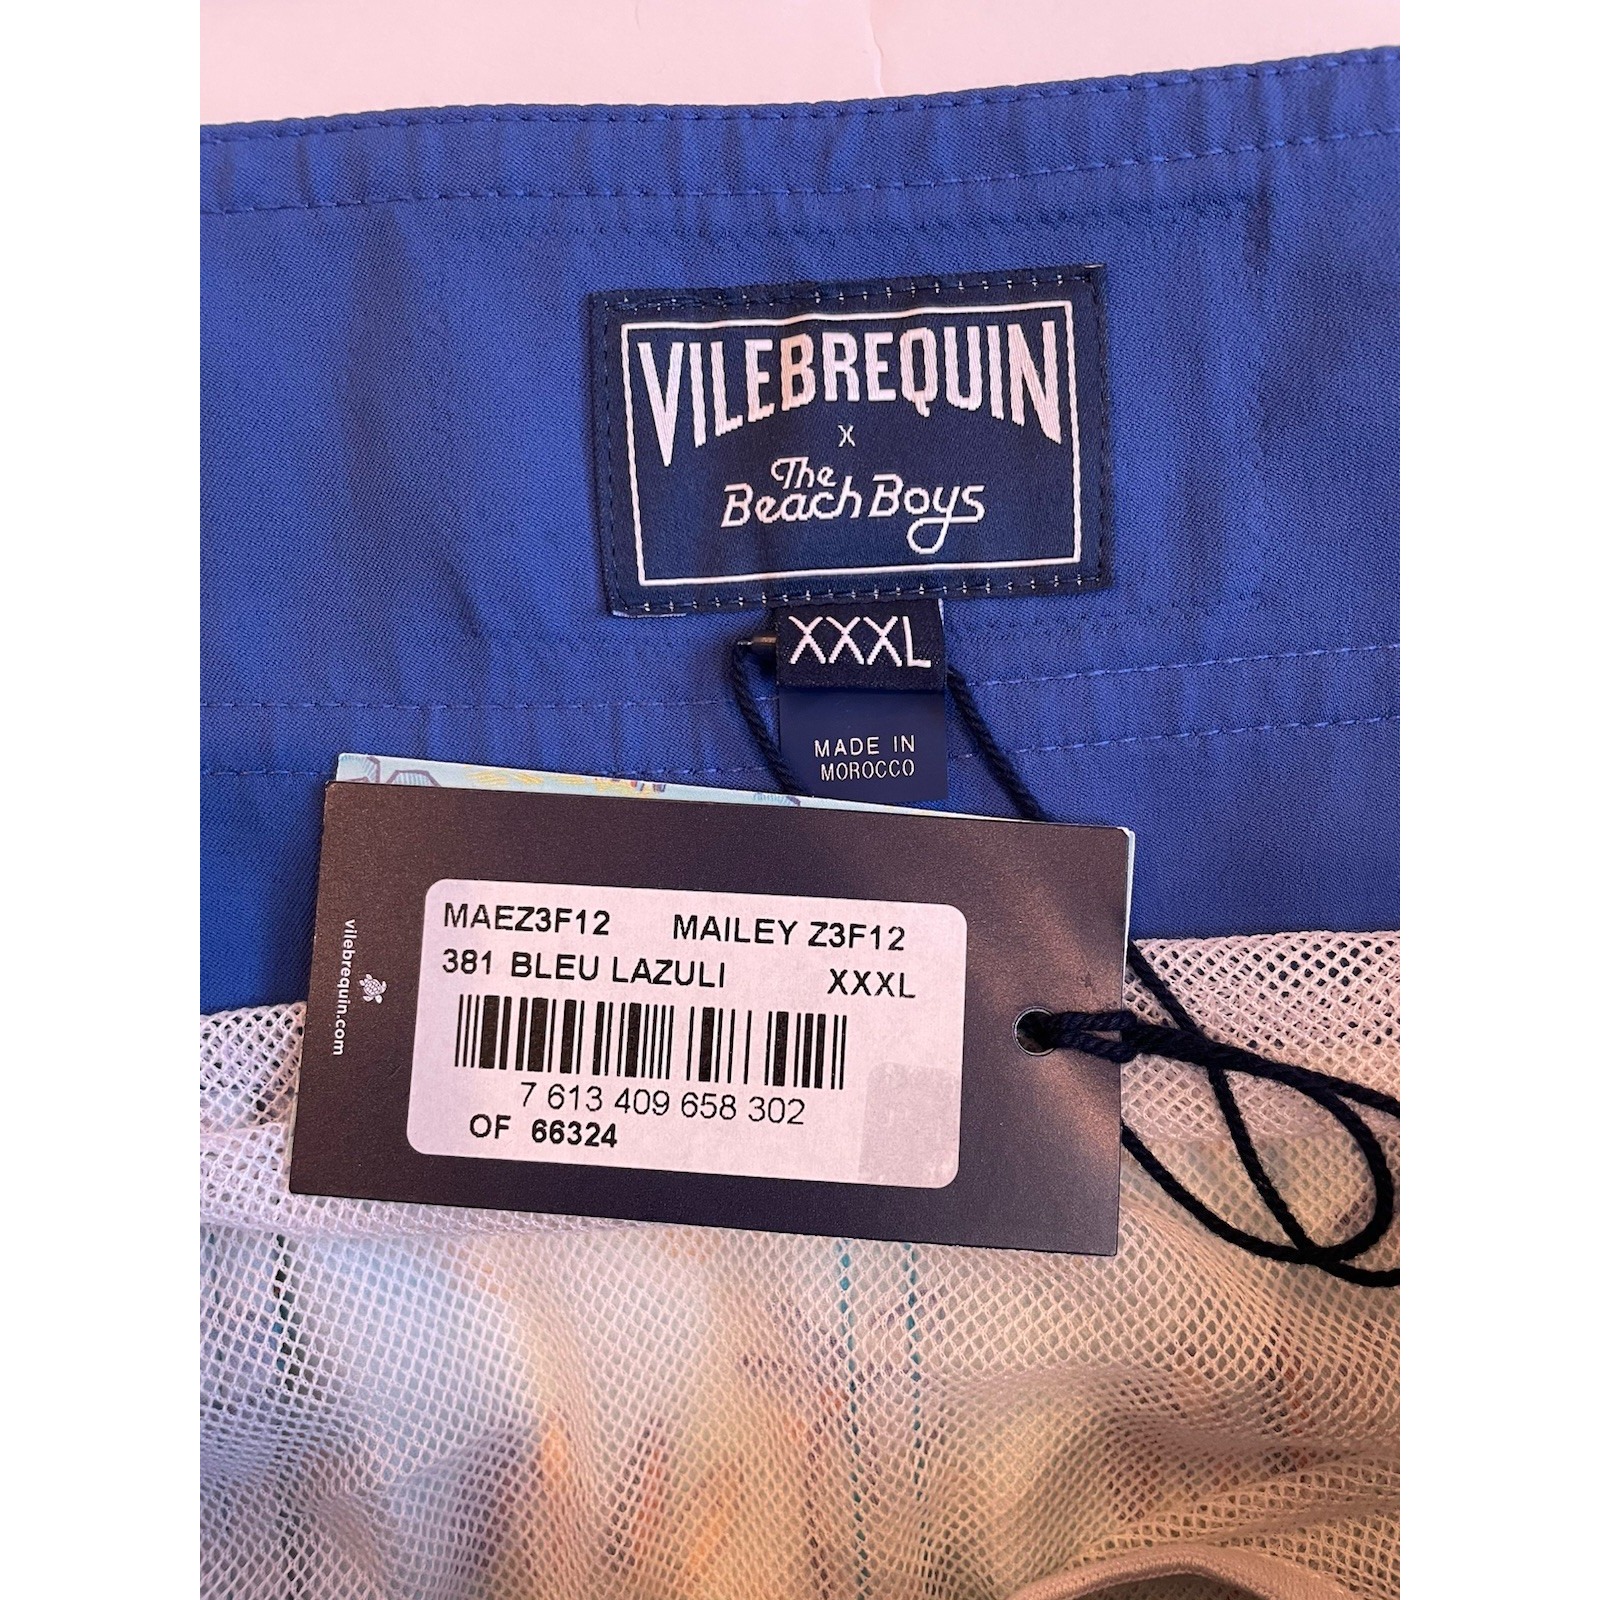 VILEBREQUIN
X
The
Beach Boys
XXXL
MADE IN
MOROCCO
vilebrequin.com
MAEZ3F12 MAILEY Z3F12
381 BLEU LAZULI XXXL
7 613 409 658 302
OF 66324